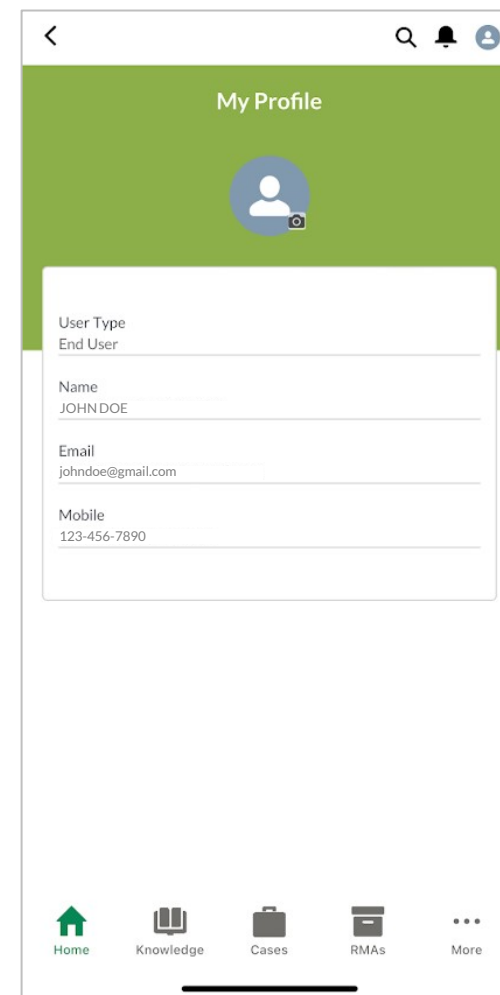 My Profile
User Type
End User
Name
JOHN DOE
Email
johndoe@gmail.com
Mobile
123-456-7890
Home
Knowledge
Cases
RMAs
More